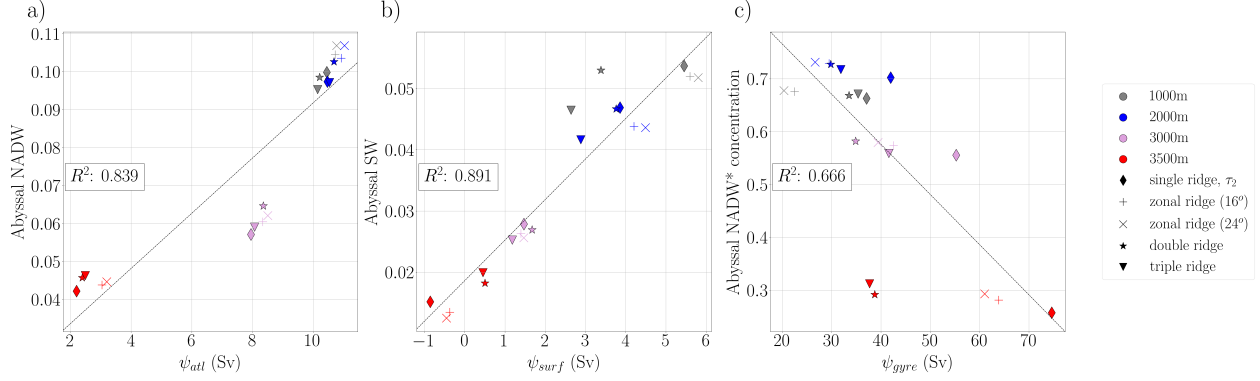 a)
0.11
0.10
0.09
0.08
0.07
0.06
0.05
0.04
Abyssal NADW
R²: 0.839
2 4 6 8 10
ψatl (Sv)
b)
0.05
0.04
0.03
0.02
Abyssal SW
R²: 0.891
−1 0 1 2 3 4 5 6
ψsurf (Sv)
c)
0.7
0.6
0.5
0.4
0.3
Abyssal NADW* concentration
R²: 0.666
20 30 40 50 60 70
ψgyre (Sv)
1000m
2000m
3000m
3500m
single ridge, τ₂
zonal ridge (16°)
zonal ridge (24°)
double ridge
triple ridge